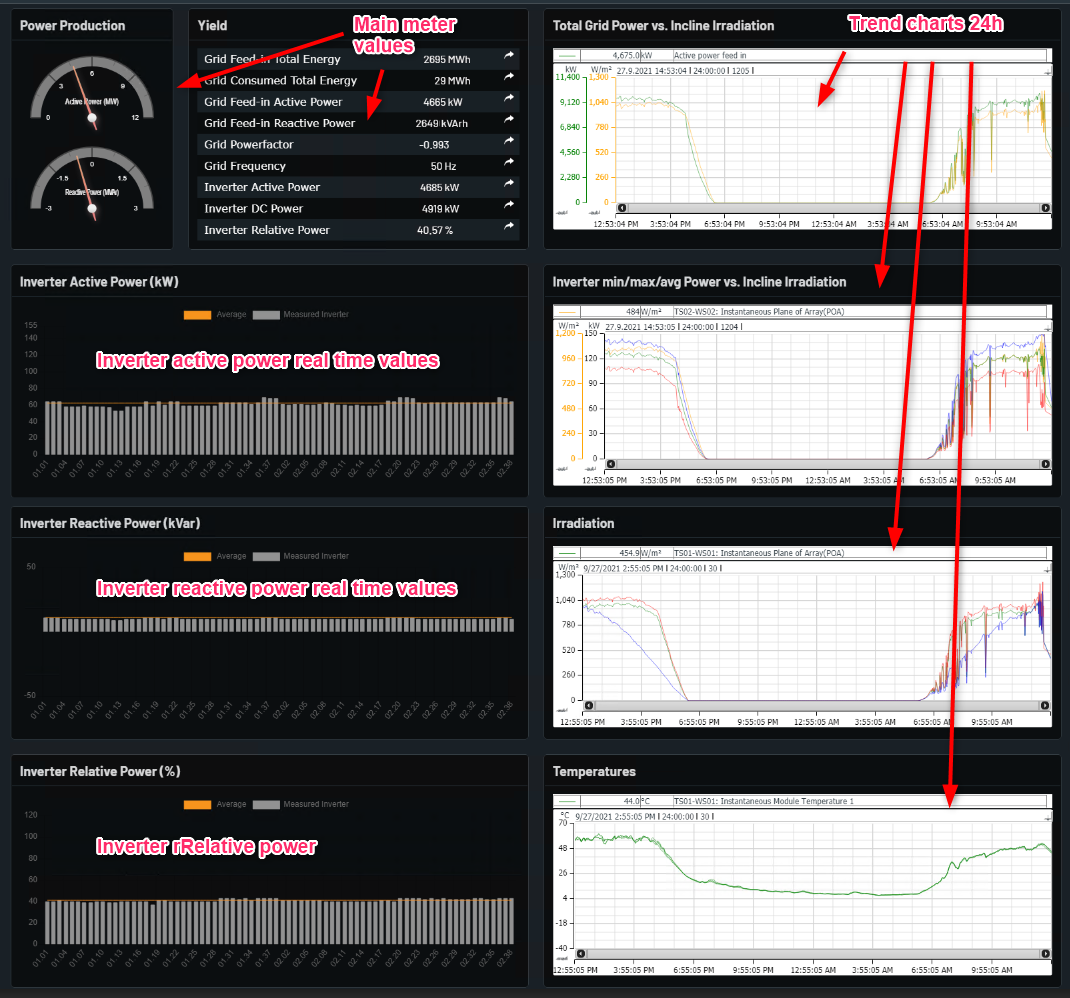 Power Production
Active Power (MW)
0
3
6
9
12
Reactive Power (MVAr)
-3
-1.5
0
1.5
3
Yield
Main meter
values
Grid Feed-in Total Energy 2695 MWh
Grid Consumed Total Energy 29 MWh
Grid Feed-in Active Power 4665 kW
Grid Feed-in Reactive Power 2649 kVArh
Grid Powerfactor -0,993
Grid Frequency 50 Hz
Inverter Active Power 4685 kW
Inverter DC Power 4919 kW
Inverter Relative Power 40,57 %
Total Grid Power vs. Incline Irradiation
Trend charts 24h
4,675.0 kW Active power feed in
kW W/m² 27.9.2021 14:53:04 | 24:00:00 | 1205 |
11,400 1,300
9,120 1,040
6,840 780
4,560 520
2,280 260
0 0
12:53:04 PM 3:53:04 PM 6:53:04 PM 9:53:04 PM 12:53:04 AM 3:53:04 AM 6:53:04 AM 9:53:04 AM
Inverter Active Power (kW)
Average Measured Inverter
Inverter active power real time values
155
140
120
100
80
60
40
20
0
01.01 01.04 01.07 01.10 01.13 01.16 01.19 01.22 01.25 01.28 01.31 01.34 01.37 02.02 02.05 02.08 02.11 02.14 02.17 02.20 02.23 02.26 02.29 02.32 02.35 02.38
Inverter min/max/avg Power vs. Incline Irradiation
484 W/m² TS02-WS02: Instantaneous Plane of Array(POA)
W/m² kW 27.9.2021 14:53:05 | 24:00:00 | 1204 |
1,200 150
960 120
720 90
480 60
240 30
0 0
12:53:05 PM 3:53:05 PM 6:53:05 PM 9:53:05 PM 12:53:05 AM 3:53:05 AM 6:53:05 AM 9:53:05 AM
Inverter Reactive Power (kVar)
Average Measured Inverter
Inverter reactive power real time values
50
-50
01.01 01.04 01.07 01.10 01.13 01.16 01.19 01.22 01.25 01.28 01.31 01.34 01.37 02.02 02.05 02.08 02.11 02.14 02.17 02.20 02.23 02.26 02.29 02.32 02.35 02.38
Irradiation
454.9 W/m² TS01-WS01: Instantaneous Plane of Array(POA)
W/m² 9/27/2021 2:55:05 PM | 24:00:00 | 30 |
1,300
1,040
780
520
260
0
12:55:05 PM 3:55:05 PM 6:55:05 PM 9:55:05 PM 12:55:05 AM 3:55:05 AM 6:55:05 AM 9:55:05 AM
Inverter Relative Power (%)
Average Measured Inverter
Inverter rRelative power
120
100
80
60
40
20
0
01.01 01.04 01.07 01.10 01.13 01.16 01.19 01.22 01.25 01.28 01.31 01.34 01.37 02.02 02.05 02.08 02.11 02.14 02.17 02.20 02.23 02.26 02.29 02.32 02.35 02.38
Temperatures
44.0 °C TS01-WS01: Instantaneous Module Temperature 1
°C 9/27/2021 2:55:05 PM | 24:00:00 | 30 |
70
48
26
4
-18
-40
12:55:05 PM 3:55:05 PM 6:55:05 PM 9:55:05 PM 12:55:05 AM 3:55:05 AM 6:55:05 AM 9:55:05 AM